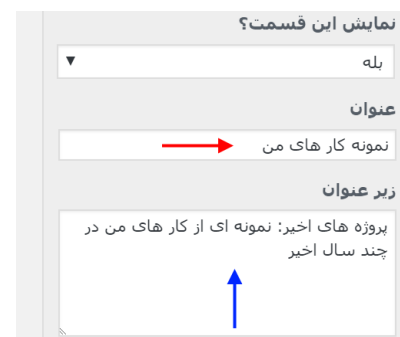 نمایش این قسمت؟
بله
عنوان
نمونه کار های من
زیر عنوان
پروژه های اخیر: نمونه ای از کار های من در
چند سال اخیر